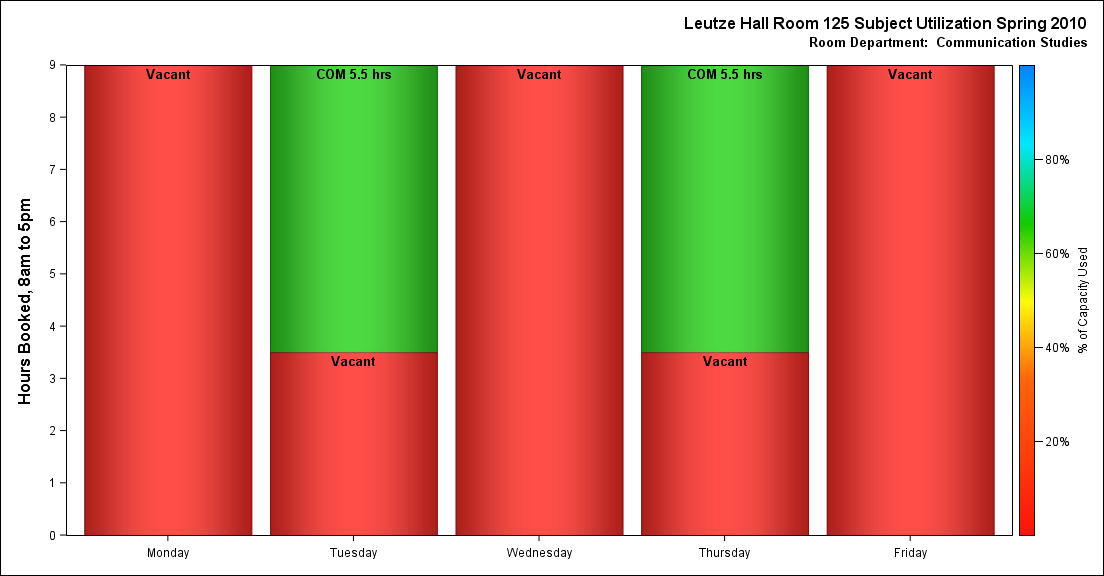 Leutze Hall Room 125 Subject Utilization Spring 2010
Room Department:  Communication Studies
Hours Booked, 8am to 5pm
9
8
7
6
5
4
3
2
1
0
Vacant
COM 5.5 hrs
Vacant
COM 5.5 hrs
Vacant
Vacant
Vacant
Monday
Tuesday
Wednesday
Thursday
Friday
80%
60%
40%
20%
% of Capacity Used